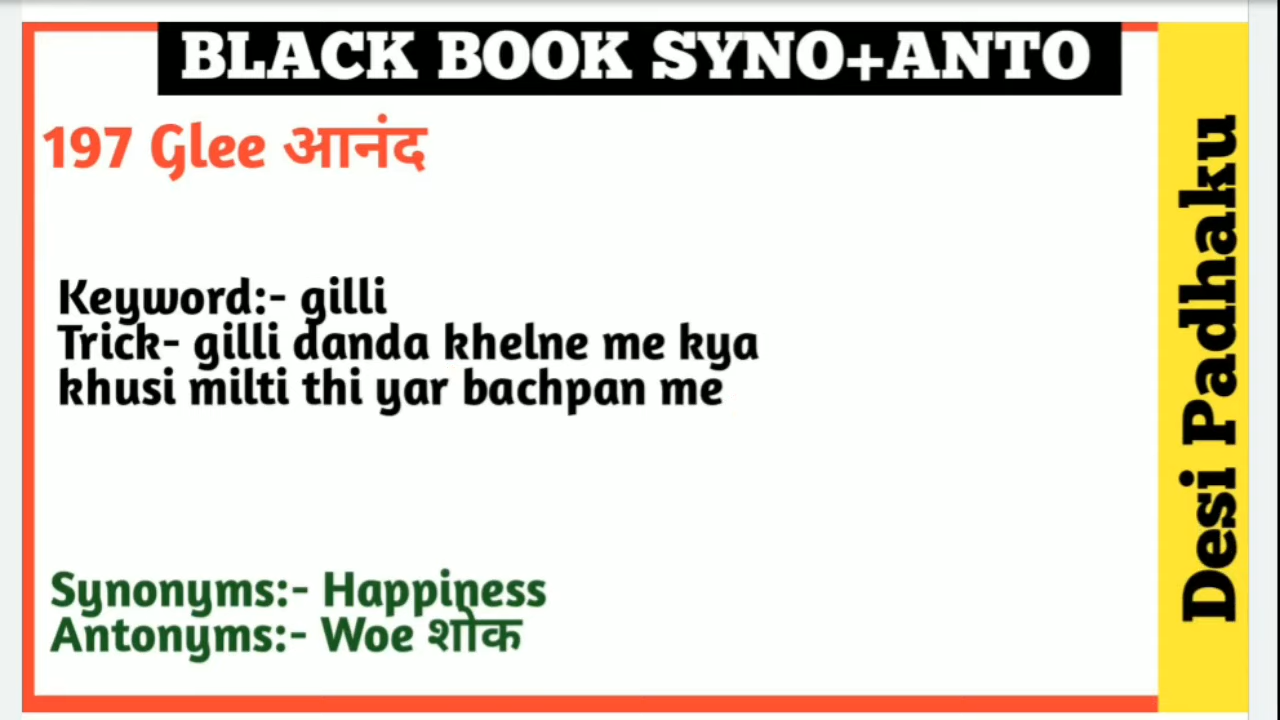 BLACK BOOK SYNO+ANTO
197 Glee आनंद
Keyword:- gilli
Trick- gilli danda khelne me kya
khusi milti thi yar bachpan me
Synonyms:- Happiness
Antonyms:- Woe शोक
Desi Padhaku